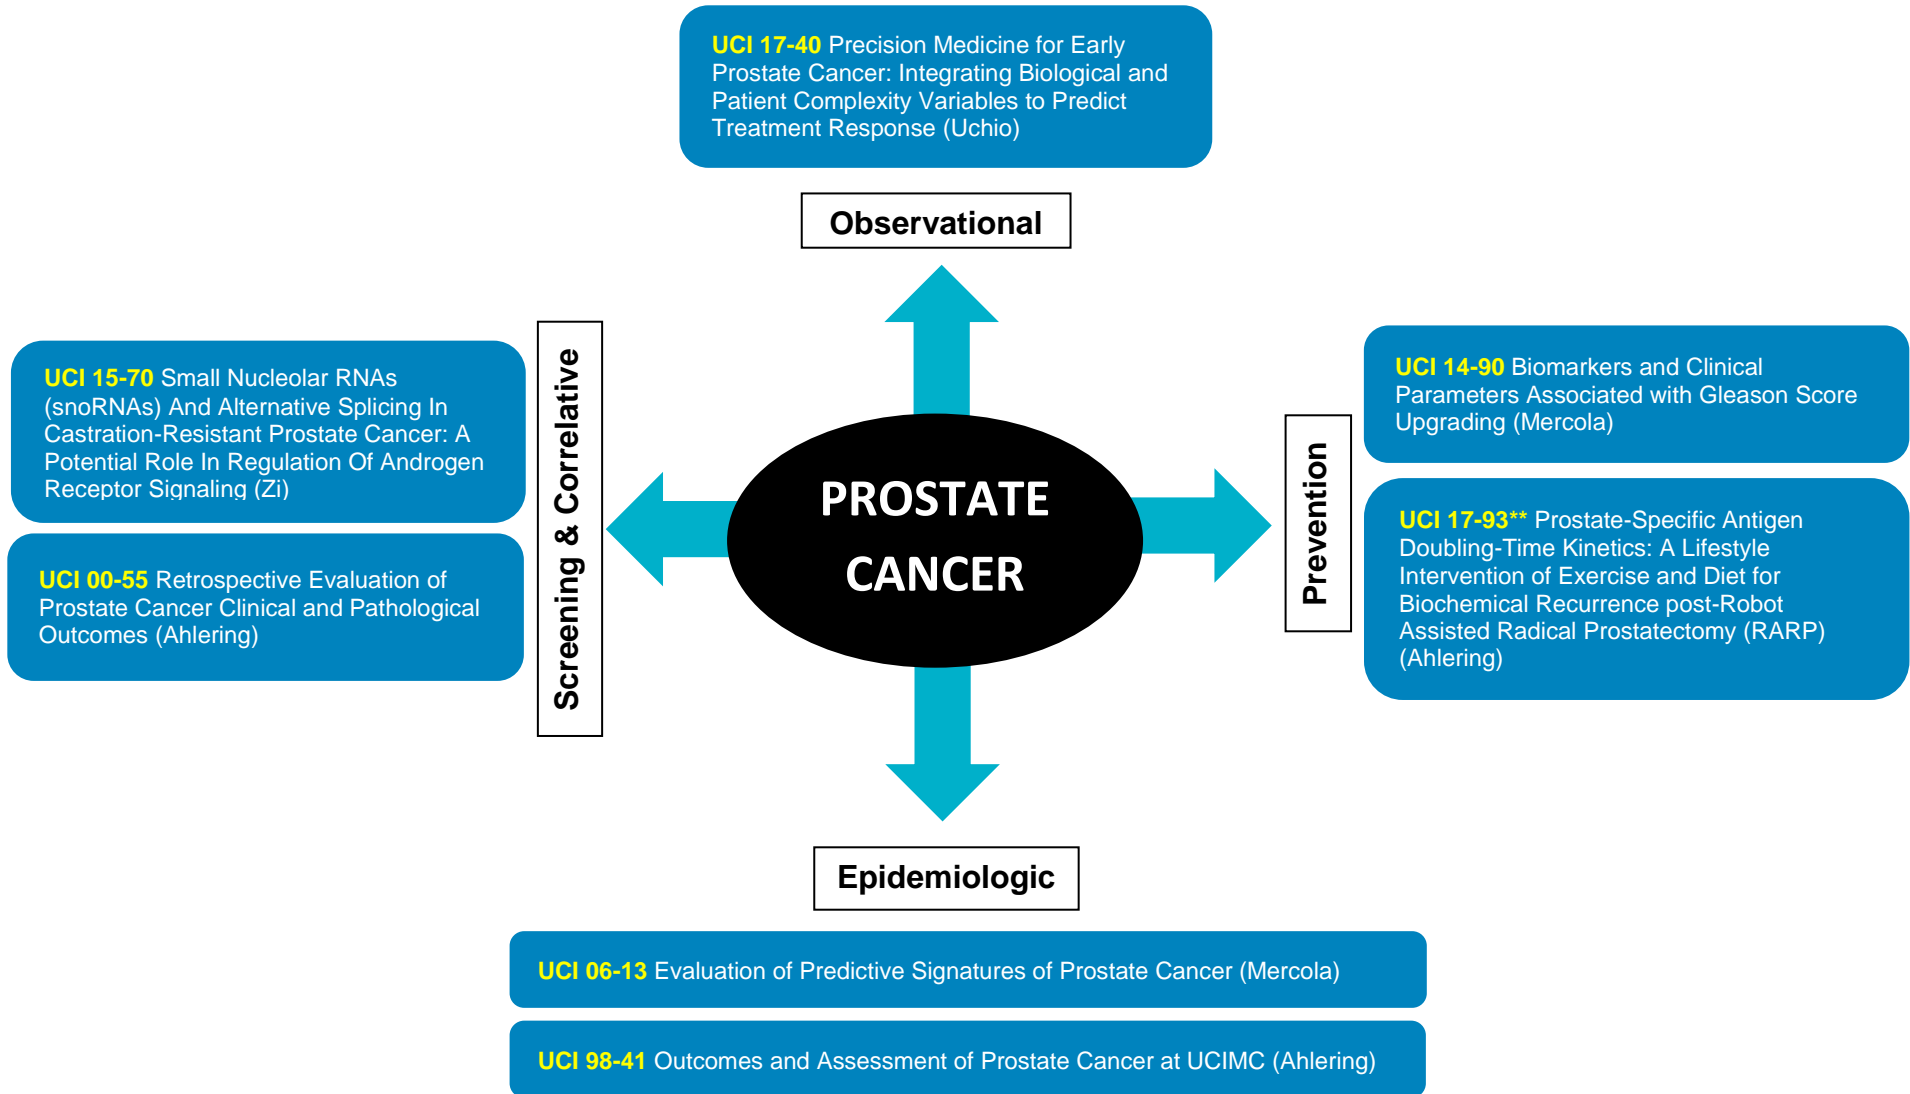 UCI 17-40 Precision Medicine for Early
Prostate Cancer: Integrating Biological and
Patient Complexity Variables to Predict
Treatment Response (Uchio)
Observational
Screening & Correlative
UCI 15-70 Small Nucleolar RNAs
(snoRNAs) And Alternative Splicing In
Castration-Resistant Prostate Cancer: A
Potential Role In Regulation Of Androgen
Receptor Signaling (Zi)
UCI 00-55 Retrospective Evaluation of
Prostate Cancer Clinical and Pathological
Outcomes (Ahlering)
PROSTATE
CANCER
Prevention
UCI 14-90 Biomarkers and Clinical
Parameters Associated with Gleason Score
Upgrading (Mercola)
UCI 17-93** Prostate-Specific Antigen
Doubling-Time Kinetics: A Lifestyle
Intervention of Exercise and Diet for
Biochemical Recurrence post-Robot
Assisted Radical Prostatectomy (RARP)
(Ahlering)
Epidemiologic
UCI 06-13 Evaluation of Predictive Signatures of Prostate Cancer (Mercola)
UCI 98-41 Outcomes and Assessment of Prostate Cancer at UCIMC (Ahlering)